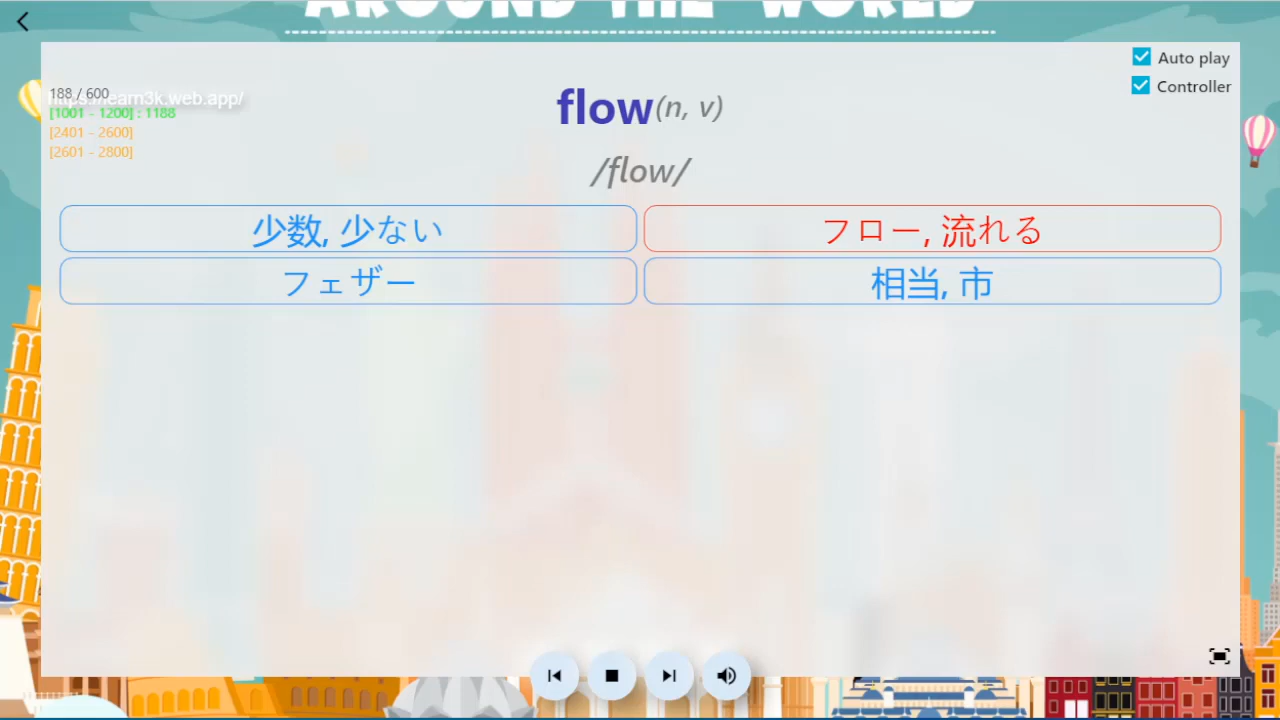 AROUND THE WORLD
Auto play
Controller
188 / 600
https://learn3k.web.app/
[1001 - 1200] : 1188
[2401 - 2600]
[2601 - 2800]
flow(n, v)
/flow/
少数, 少ない
フロー, 流れる
フェザー
相当, 市